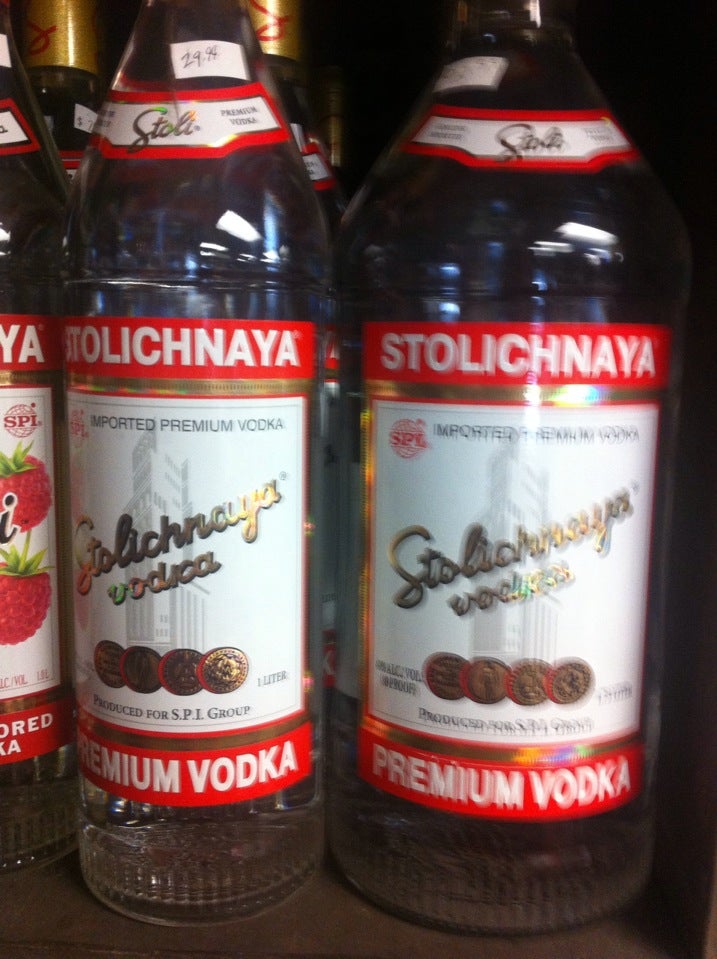 29.99
Stoli
PREMIUM
VODKA
Stoli
YA
STOLICHNAYA
STOLICHNAYA
SPI
SPI
IMPORTED PREMIUM VODKA
SPI
IMPORTED PREMIUM VODKA
i
Stolichnaya
vodka
Stolichnaya
vodka
1 LITER
PRODUCED FOR S.P.I. GROUP
PRODUCED FOR S.P.I. GROUP
ORED
KA
PREMIUM VODKA
PREMIUM VODKA